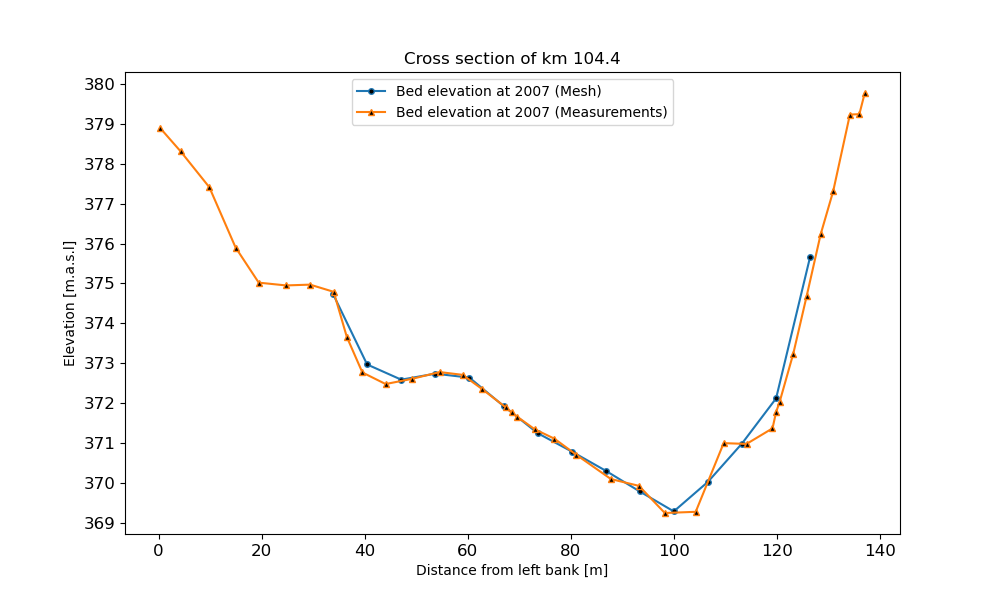 Cross section of km 104.4
Bed elevation at 2007 (Mesh)
Bed elevation at 2007 (Measurements)
380
379
378
377
376
375
374
373
372
371
370
369
Elevation [m.a.s.l]
0 20 40 60 80 100 120 140
Distance from left bank [m]